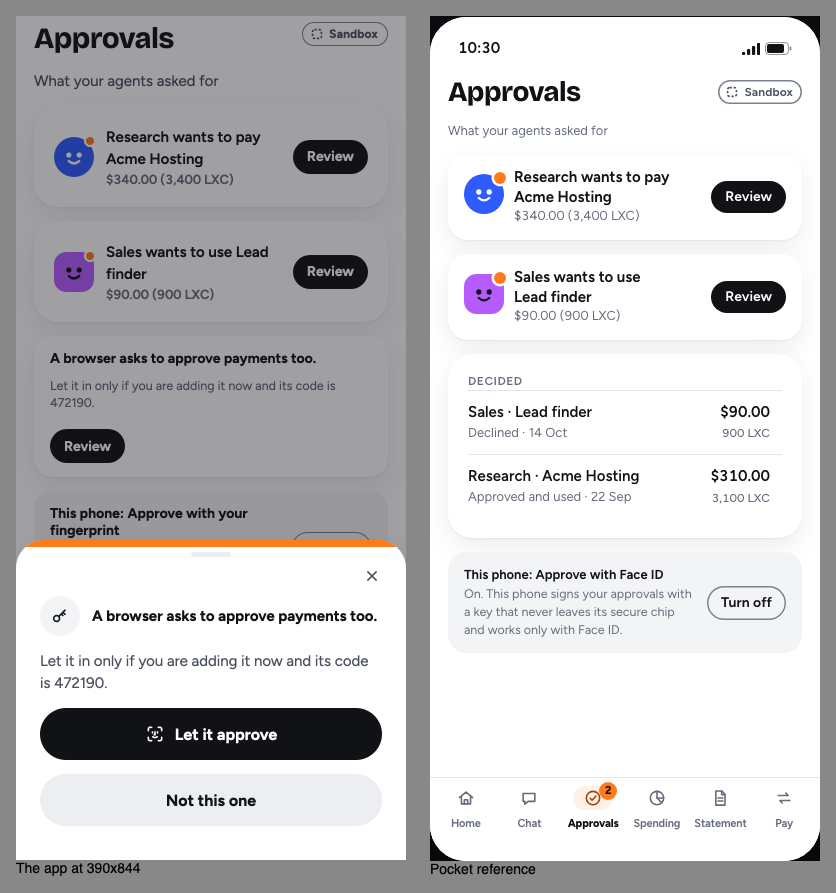 Approvals
Sandbox
What your agents asked for
Research wants to pay
Acme Hosting
$340.00 (3,400 LXC)
Review
Sales wants to use Lead
finder
$90.00 (900 LXC)
Review
A browser asks to approve payments too.
Let it in only if you are adding it now and its code is
472190.
Review
This phone: Approve with your
fingerprint
A browser asks to approve payments too.
Let it in only if you are adding it now and its code
is 472190.
Let it approve
Not this one
The app at 390x844
10:30
Approvals
Sandbox
What your agents asked for
Research wants to pay
Acme Hosting
$340.00 (3,400 LXC)
Review
Sales wants to use
Lead finder
$90.00 (900 LXC)
Review
DECIDED
Sales · Lead finder
$90.00
Declined · 14 Oct
900 LXC
Research · Acme Hosting
$310.00
Approved and used · 22 Sep
3,100 LXC
This phone: Approve with Face ID
On. This phone signs your approvals with
a key that never leaves its secure chip
and works only with Face ID.
Turn off
2
Home
Chat
Approvals
Spending
Statement
Pay
Pocket reference